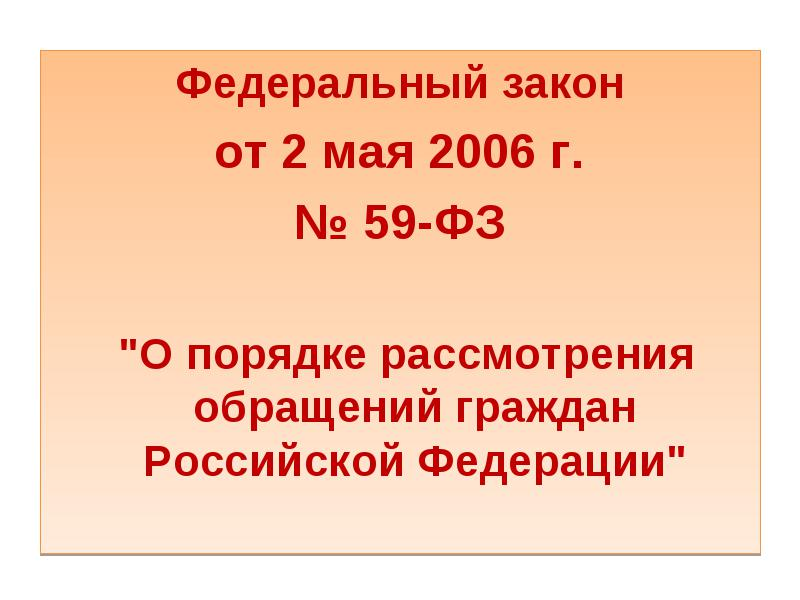 Федеральный закон
от 2 мая 2006 г.
№ 59-ФЗ
"О порядке рассмотрения
обращений граждан
Российской Федерации"